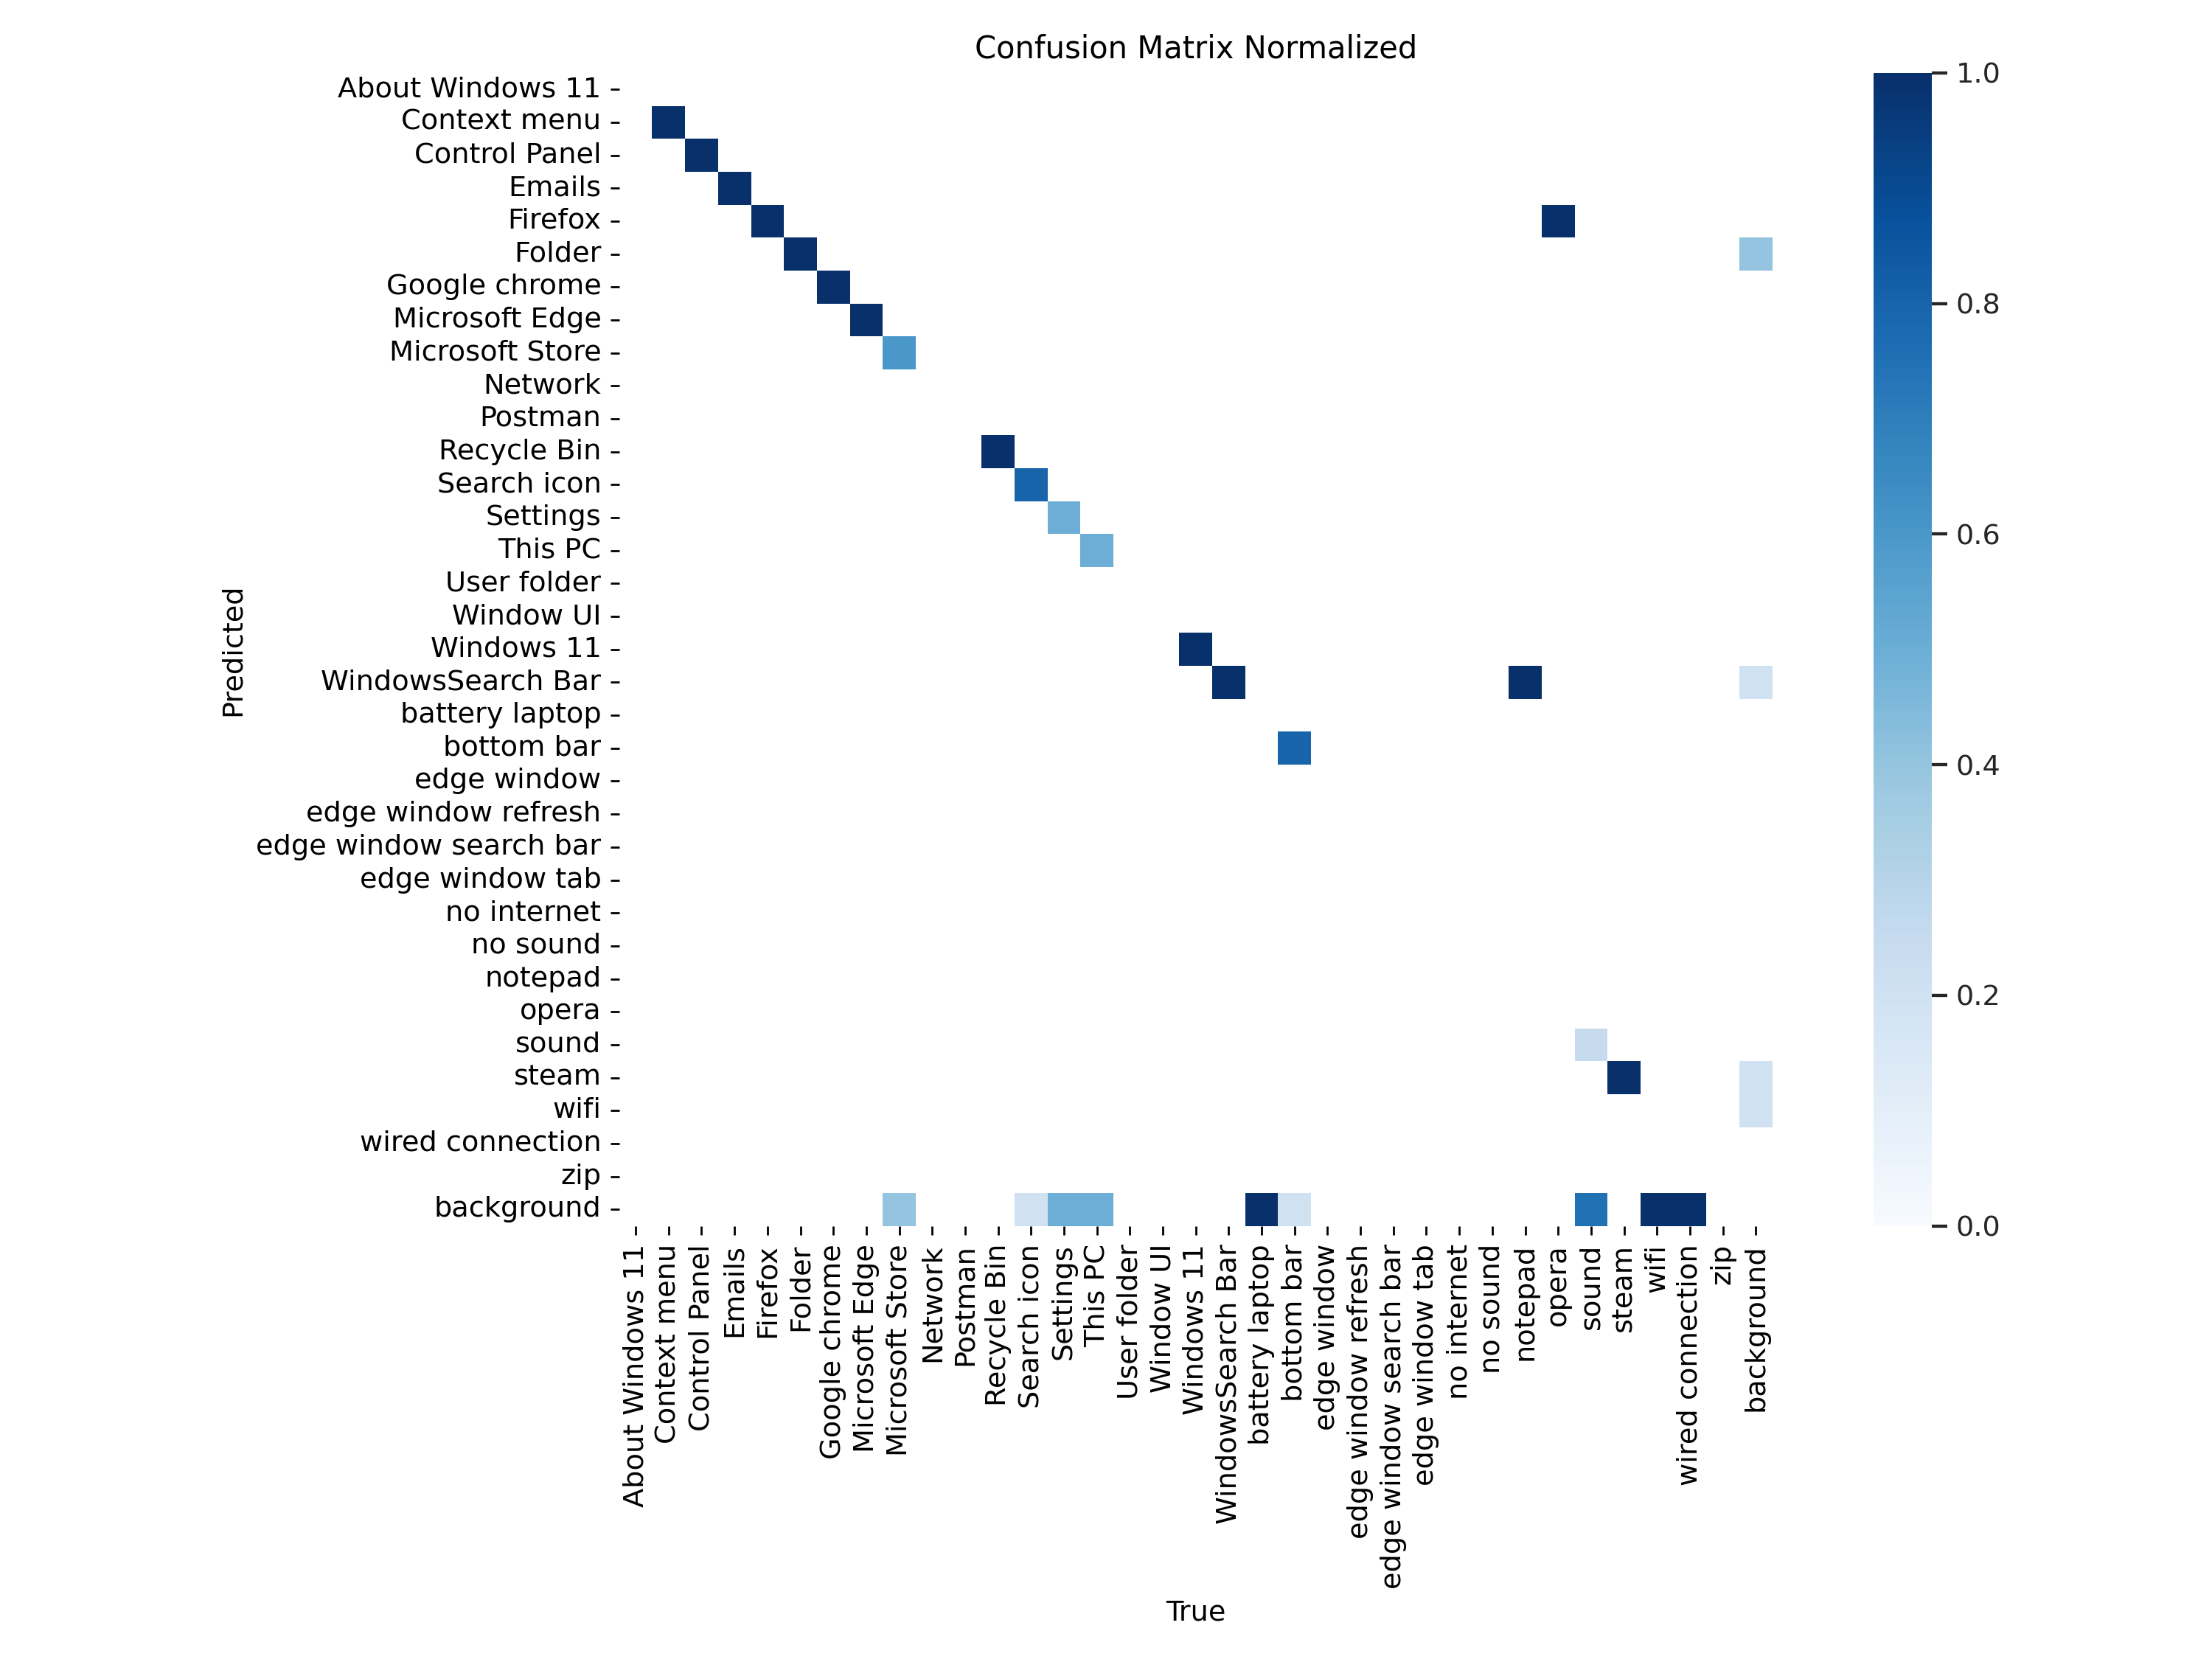 Confusion Matrix Normalized
About Windows 11
Context menu
Control Panel
Emails
Firefox
Folder
Google chrome
Microsoft Edge
Microsoft Store
Network
Postman
Recycle Bin
Search icon
Settings
This PC
User folder
Window UI
Windows 11
WindowsSearch Bar
battery laptop
bottom bar
edge window
edge window refresh
edge window search bar
edge window tab
no internet
no sound
notepad
opera
sound
steam
wifi
wired connection
zip
background
Predicted
About Windows 11
Context menu
Control Panel
Emails
Firefox
Folder
Google chrome
Microsoft Edge
Microsoft Store
Network
Postman
Recycle Bin
Search icon
Settings
This PC
User folder
Window UI
Windows 11
WindowsSearch Bar
battery laptop
bottom bar
edge window
edge window refresh
edge window search bar
edge window tab
no internet
no sound
notepad
opera
sound
steam
wifi
wired connection
zip
background
True
1.0
0.8
0.6
0.4
0.2
0.0